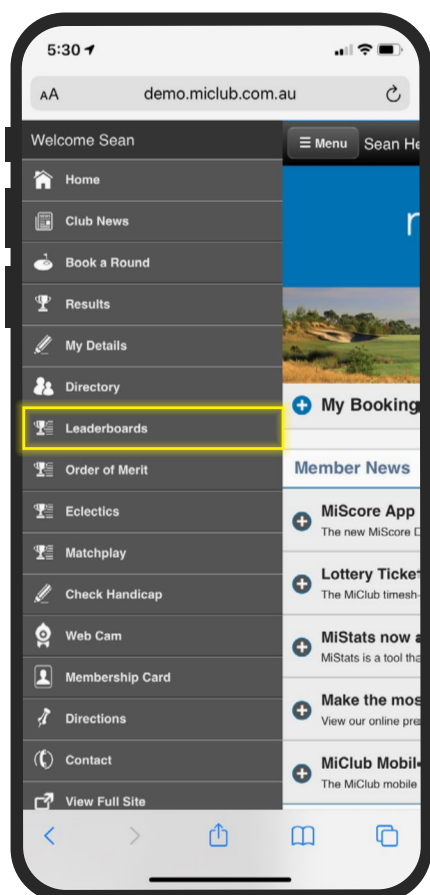 5:30
AA demo.miclub.com.au
Welcome Sean
Menu Sean He
Home
Club News
Book a Round
Results
My Details
Directory
My Booking
Leaderboards
Order of Merit
Member News
Eclectics
MiScore App
The new MiScore D
Matchplay
Check Handicap
Lottery Ticket
The MiClub timesh
Web Cam
MiStats now a
MiStats is a tool tha
Membership Card
Make the mos
View our online pre
Directions
Contact
MiClub Mobil
The MiClub mobile
View Full Site